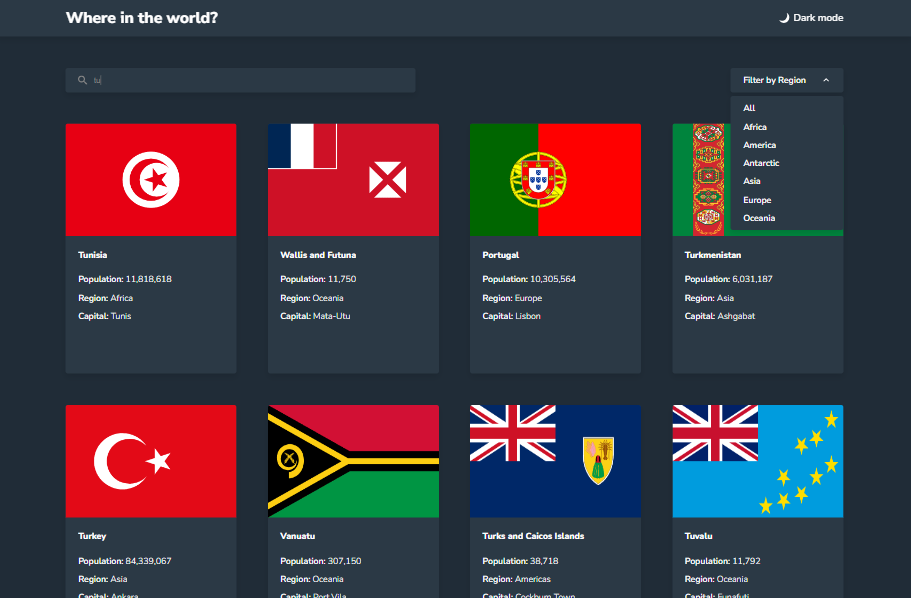 Where in the world?
Dark mode
tu
Filter by Region
All
Africa
America
Antarctic
Asia
Europe
Oceania
Tunisia
Population: 11,818,618
Region: Africa
Capital: Tunis
Wallis and Futuna
Population: 11,750
Region: Oceania
Capital: Mata-Utu
Portugal
Population: 10,305,564
Region: Europe
Capital: Lisbon
Turkmenistan
Population: 6,031,187
Region: Asia
Capital: Ashgabat
Turkey
Population: 84,339,067
Region: Asia
Capital: Ankara
Vanuatu
Population: 307,150
Region: Oceania
Capital: Port Vila
Turks and Caicos Islands
Population: 38,718
Region: Americas
Capital: Cockburn Town
Tuvalu
Population: 11,792
Region: Oceania
Capital: Funafuti